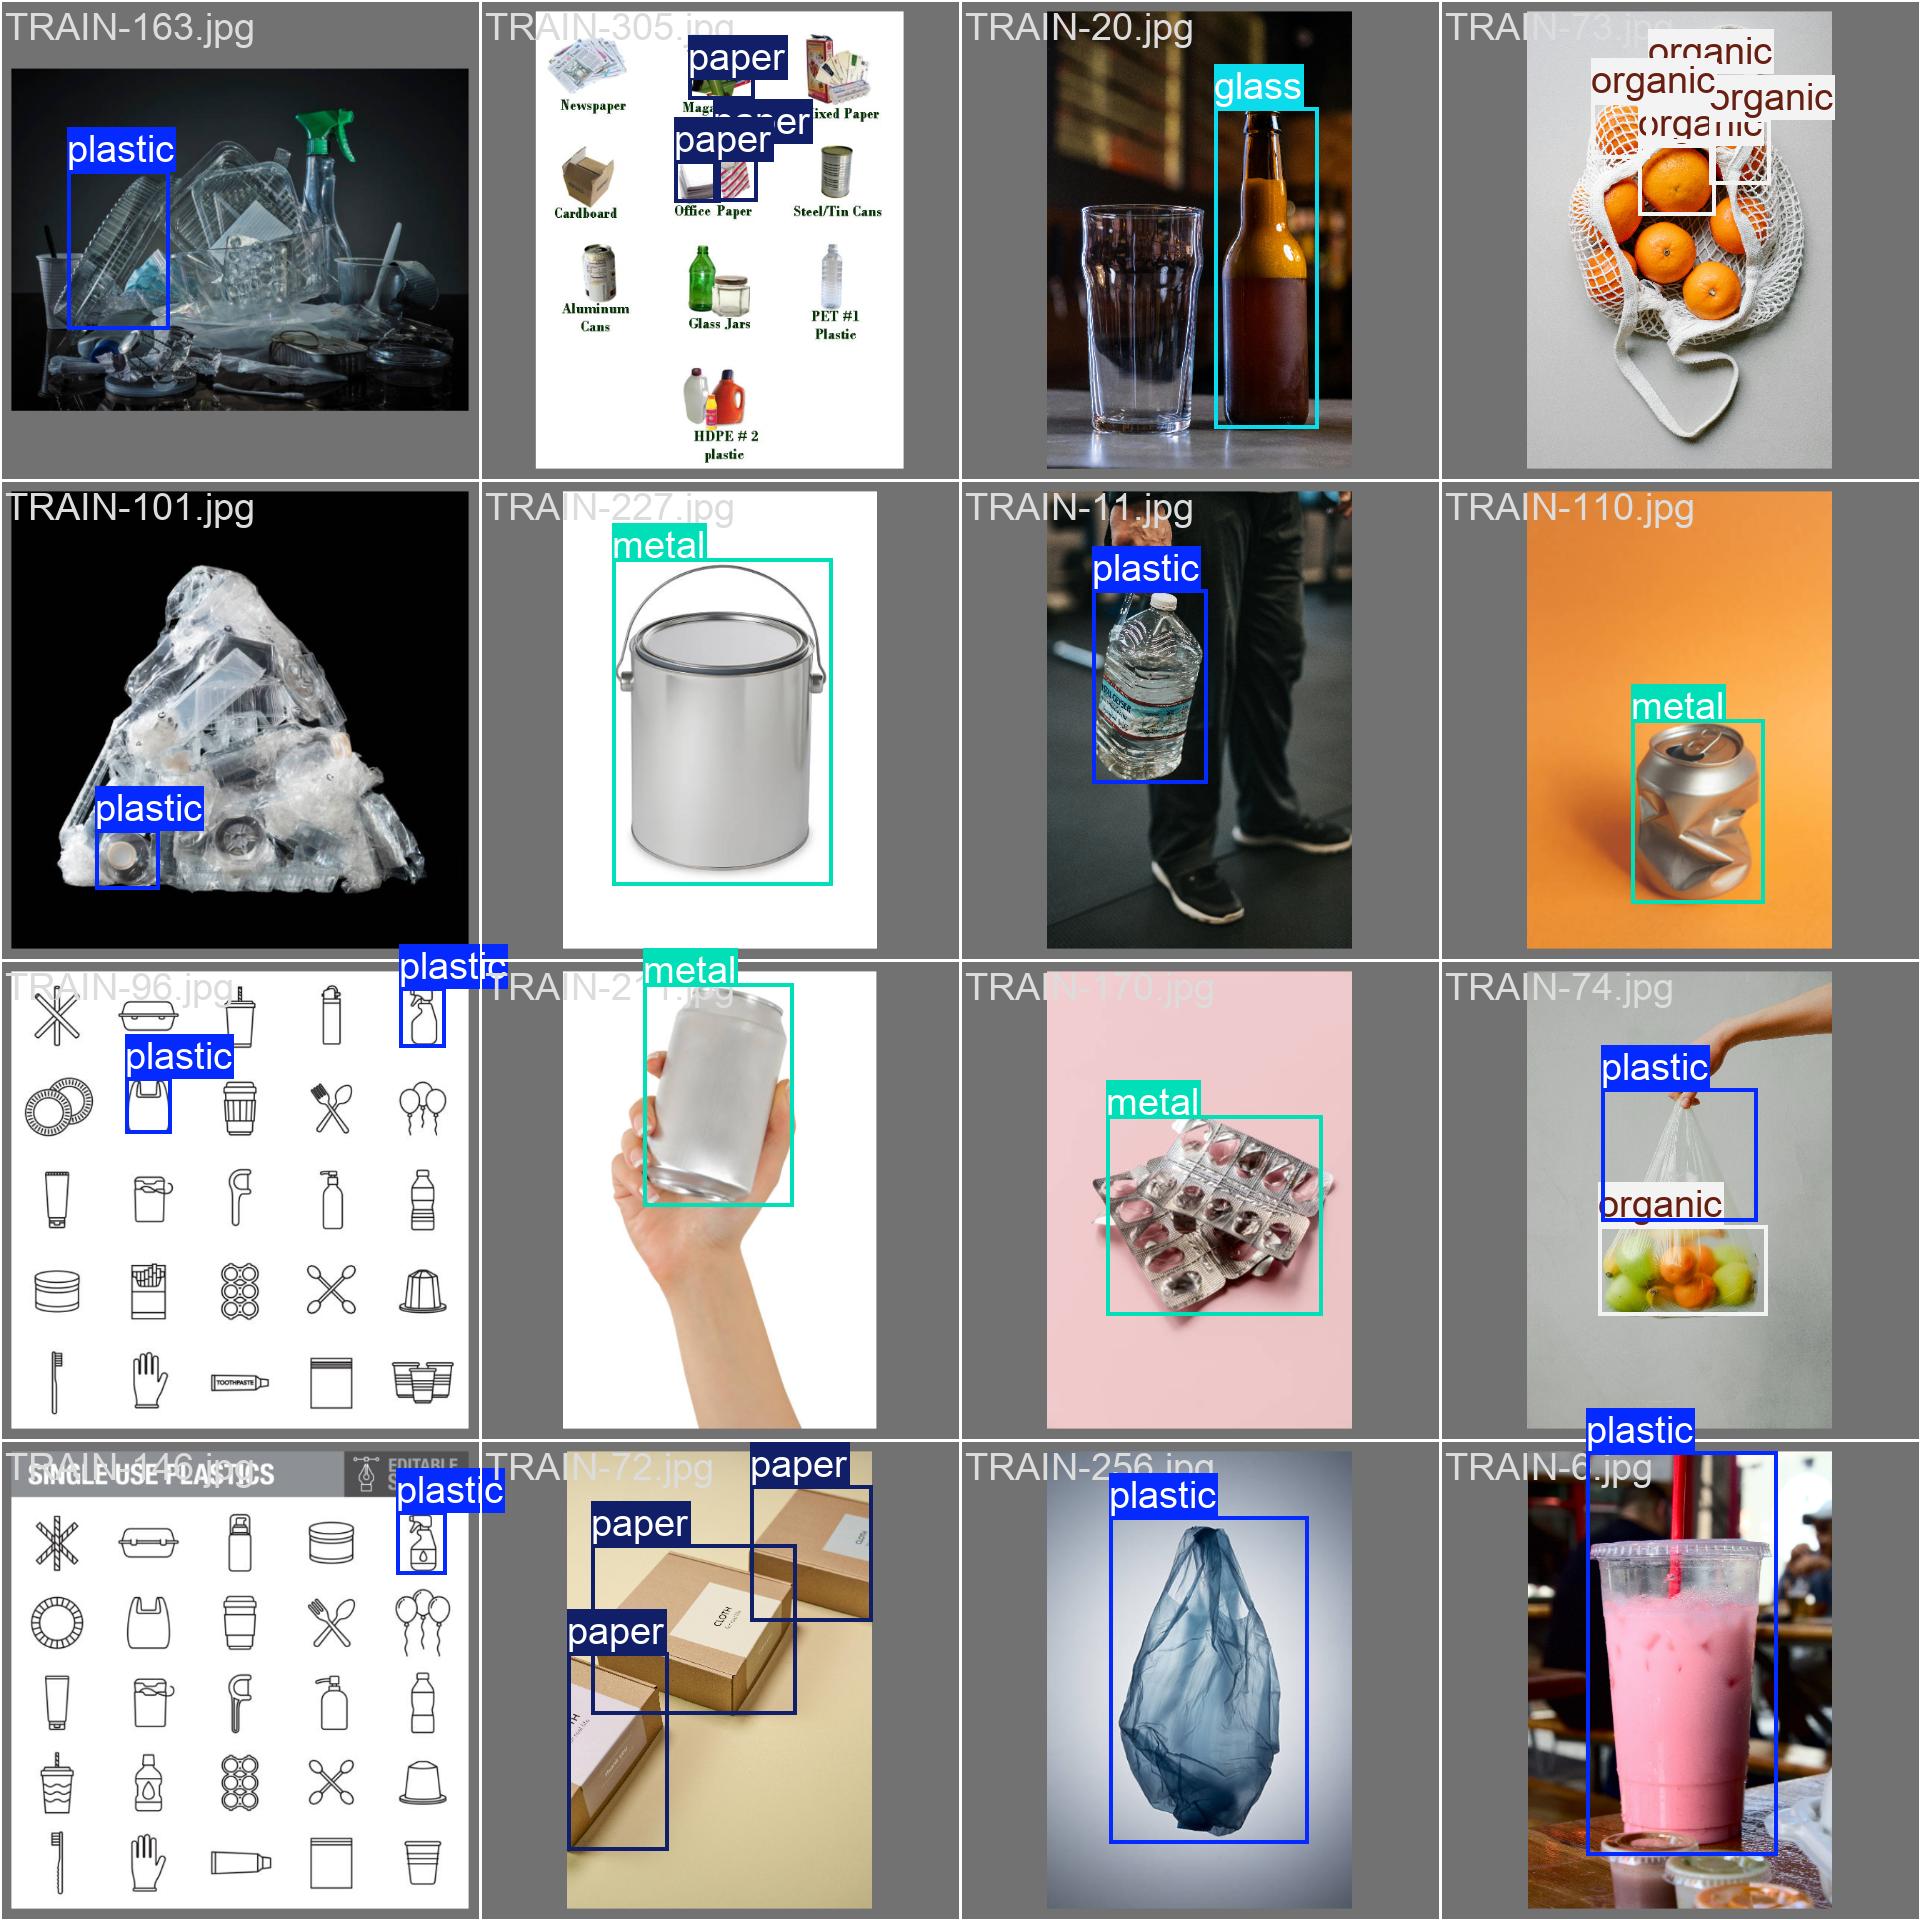 TRAIN-163.jpg
plastic
TRAIN-305.jpg
paper
paper
paper
Newspaper
Maga
ixed Paper
Cardboard
Office Paper
Steel/Tin Cans
Aluminum
Cans
Glass Jars
PET #1
Plastic
HDPE # 2
plastic
TRAIN-20.jpg
glass
TRAIN-73.jpg
organic
organic
organic
organic
TRAIN-101.jpg
plastic
TRAIN-227.jpg
metal
TRAIN-11.jpg
plastic
TRAIN-110.jpg
metal
TRAIN-96.jpg
plastic
plastic
TOOTHPASTE
TRAIN-211.jpg
metal
TRAIN-170.jpg
metal
TRAIN-74.jpg
plastic
organic
TRAIN-146.jpg
SINGLE USE PLASTICS
EDITABLE
plastic
TRAIN-72.jpg
paper
paper
paper
CLOTH
TRAIN-256.jpg
plastic
TRAIN-6.jpg
plastic